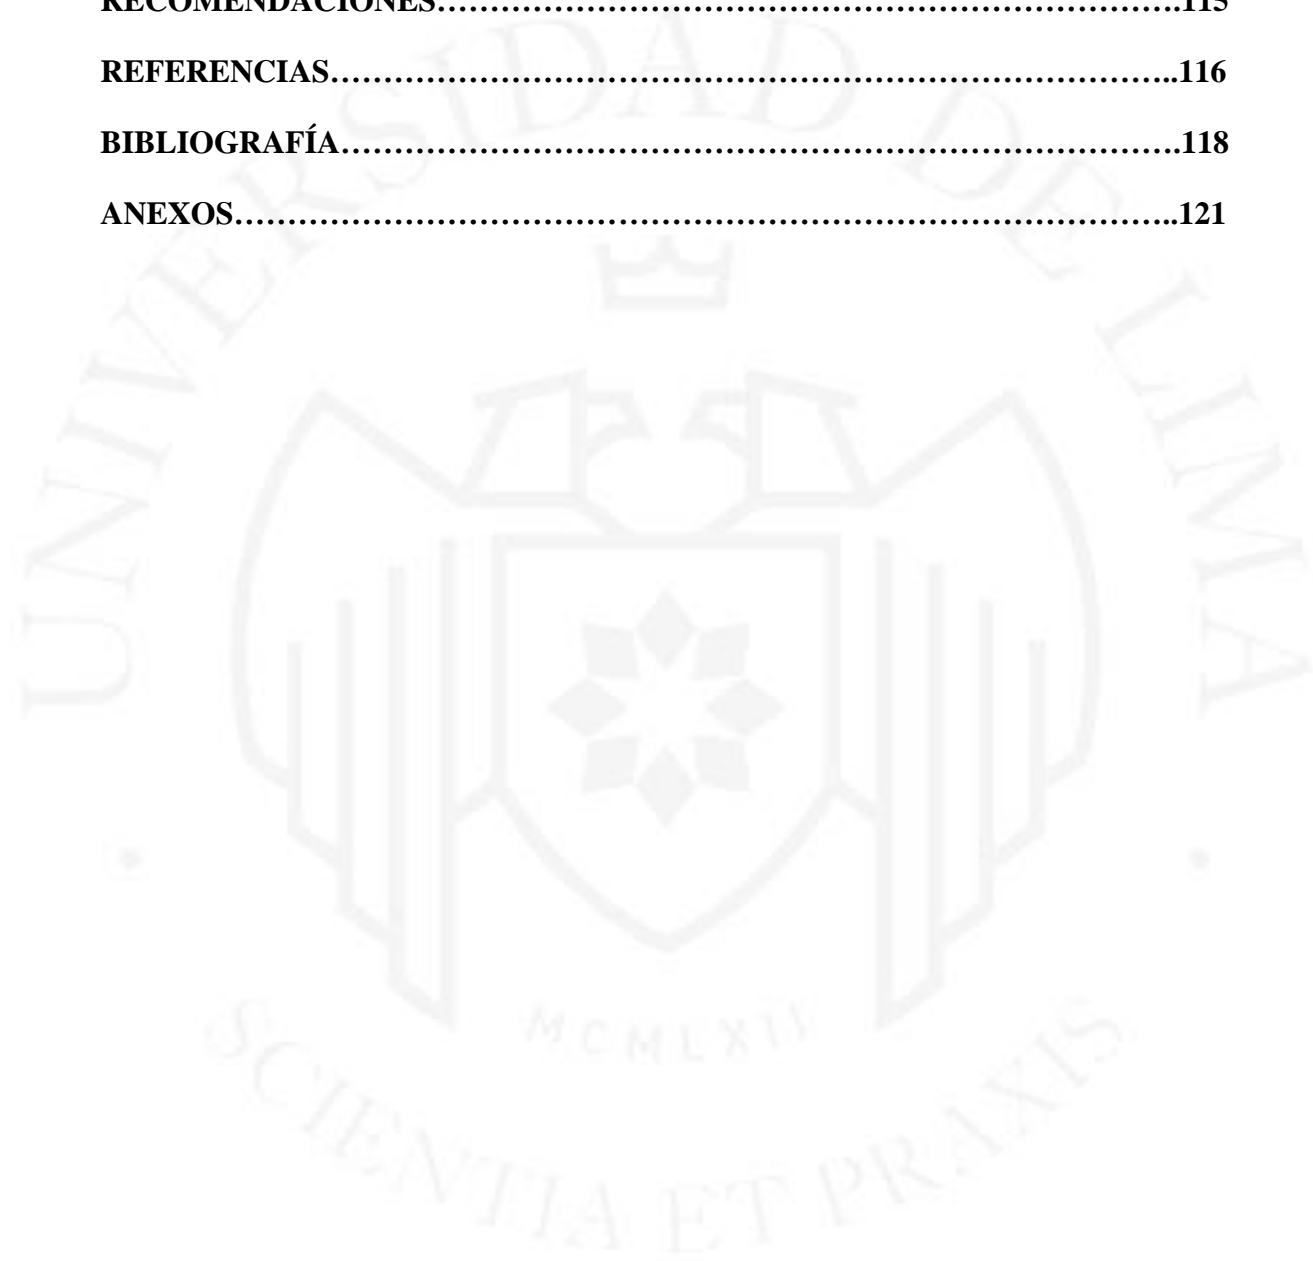 RECOMENDACIONES…………………………………………………………….115
REFERENCIAS……………………………………………………………………..116
BIBLIOGRAFÍA…………………………………………………………………….118
ANEXOS……………………………………………………………………………..121
UNIVERSIDAD DE LIMA
MCMLXII
SCIENTIA ET PRAXIS